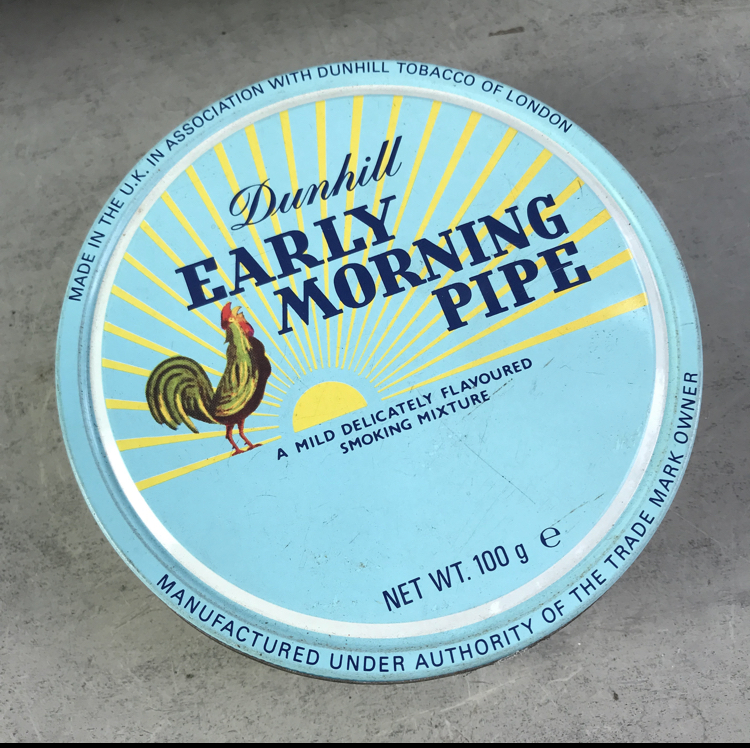 MADE IN THE U.K. IN ASSOCIATION WITH DUNHILL TOBACCO OF LONDON
Dunhill
EARLY
MORNING
PIPE
A MILD DELICATELY FLAVOURED
SMOKING MIXTURE
NET WT. 100 g ℮
MANUFACTURED UNDER AUTHORITY OF THE TRADE MARK OWNER